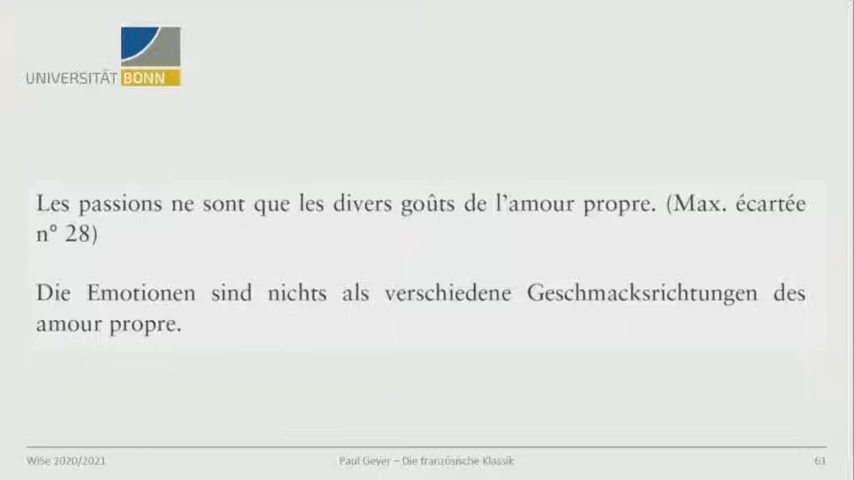 UNIVERSITÄT BONN
Les passions ne sont que les divers goûts de l’amour propre. (Max. écartée
n° 28)
Die Emotionen sind nichts als verschiedene Geschmacksrichtungen des
amour propre.
WiSe 2020/2021 Paul Geyer – Die französische Klassik 61